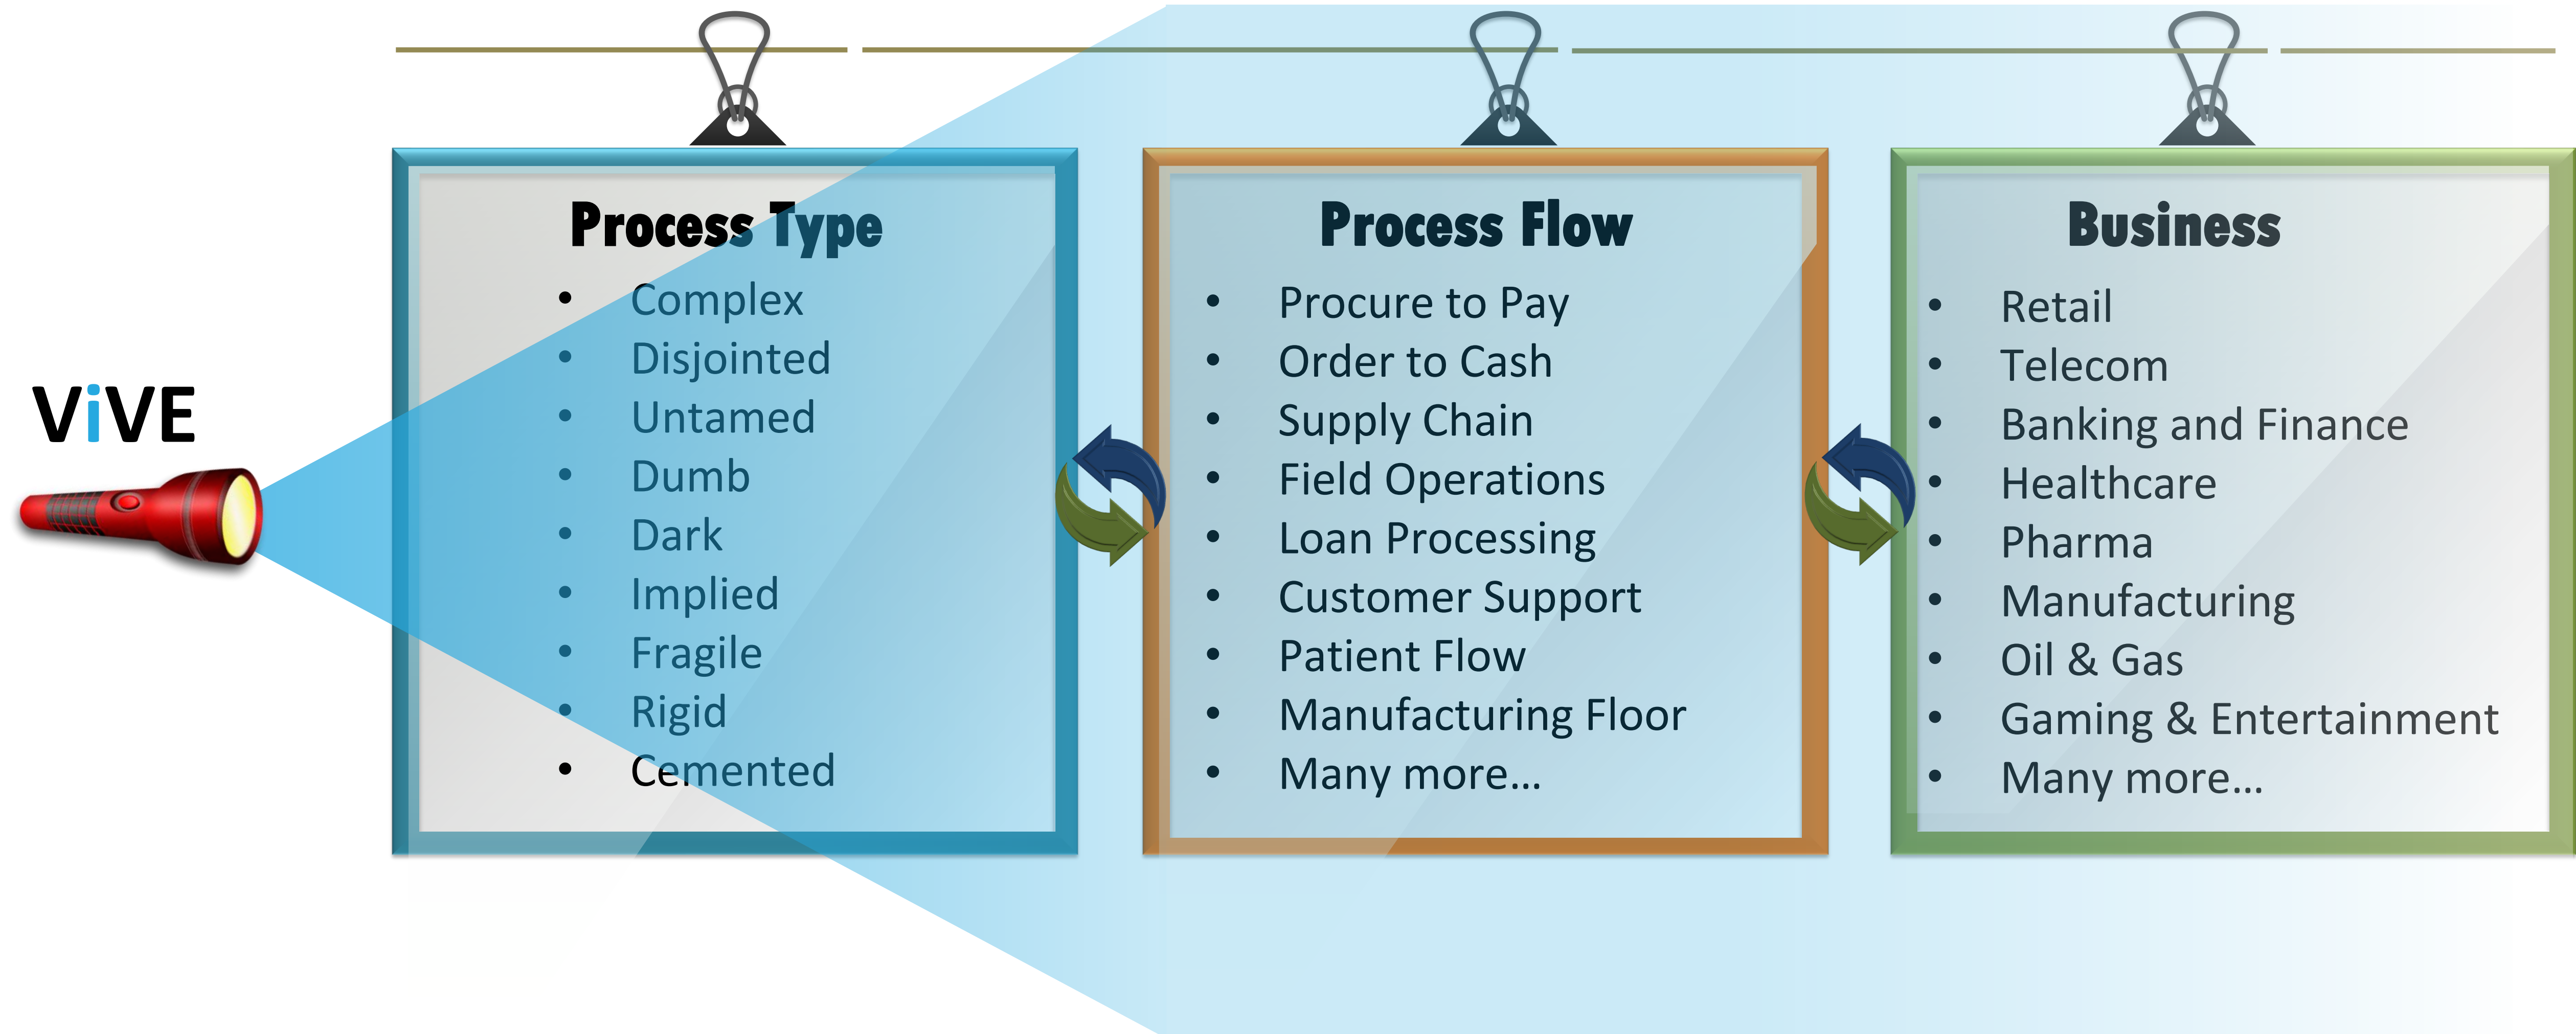 ViVE
Process Type
• Complex
• Disjointed
• Untamed
• Dumb
• Dark
• Implied
• Fragile
• Rigid
• Cemented
Process Flow
• Procure to Pay
• Order to Cash
• Supply Chain
• Field Operations
• Loan Processing
• Customer Support
• Patient Flow
• Manufacturing Floor
• Many more...
Business
• Retail
• Telecom
• Banking and Finance
• Healthcare
• Pharma
• Manufacturing
• Oil & Gas
• Gaming & Entertainment
• Many more...